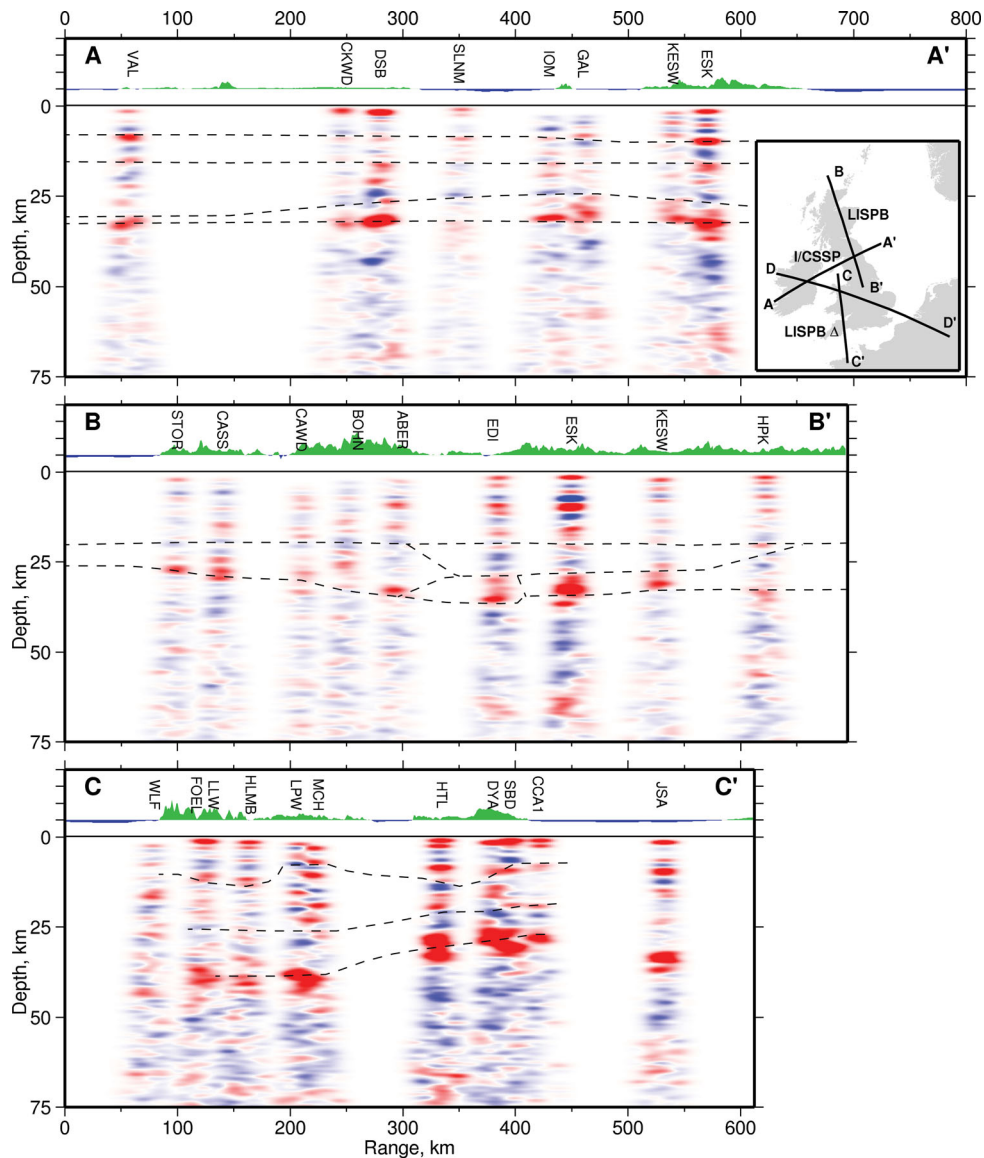 0 100 200 300 400 500 600 700 800
A A'
VAL CKWD DSB SLNM IOM GAL KESW ESK
0
25
50
75
Depth, km
B
LISPB
A'
I/CSSP
D C
A B'
D'
LISPB Δ
C'
B B'
STOR CASS CAWD BOHN ABER EDI ESK KESW HPK
0
25
50
75
Depth, km
C C'
WLF FOEL LLW HLMB LPW MCH HTL DYA SBD CCA1 JSA
0
25
50
75
Depth, km
0 100 200 300 400 500 600
Range, km